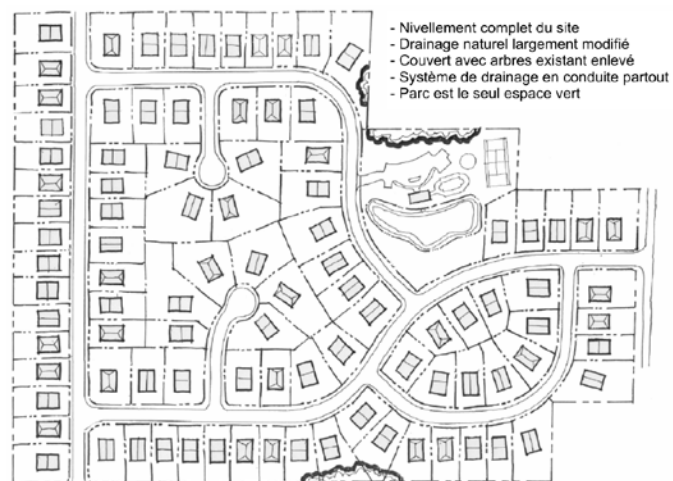 - Nivellement complet du site
- Drainage naturel largement modifié
- Couvert avec arbres existant enlevé
- Système de drainage en conduite partout
- Parc est le seul espace vert